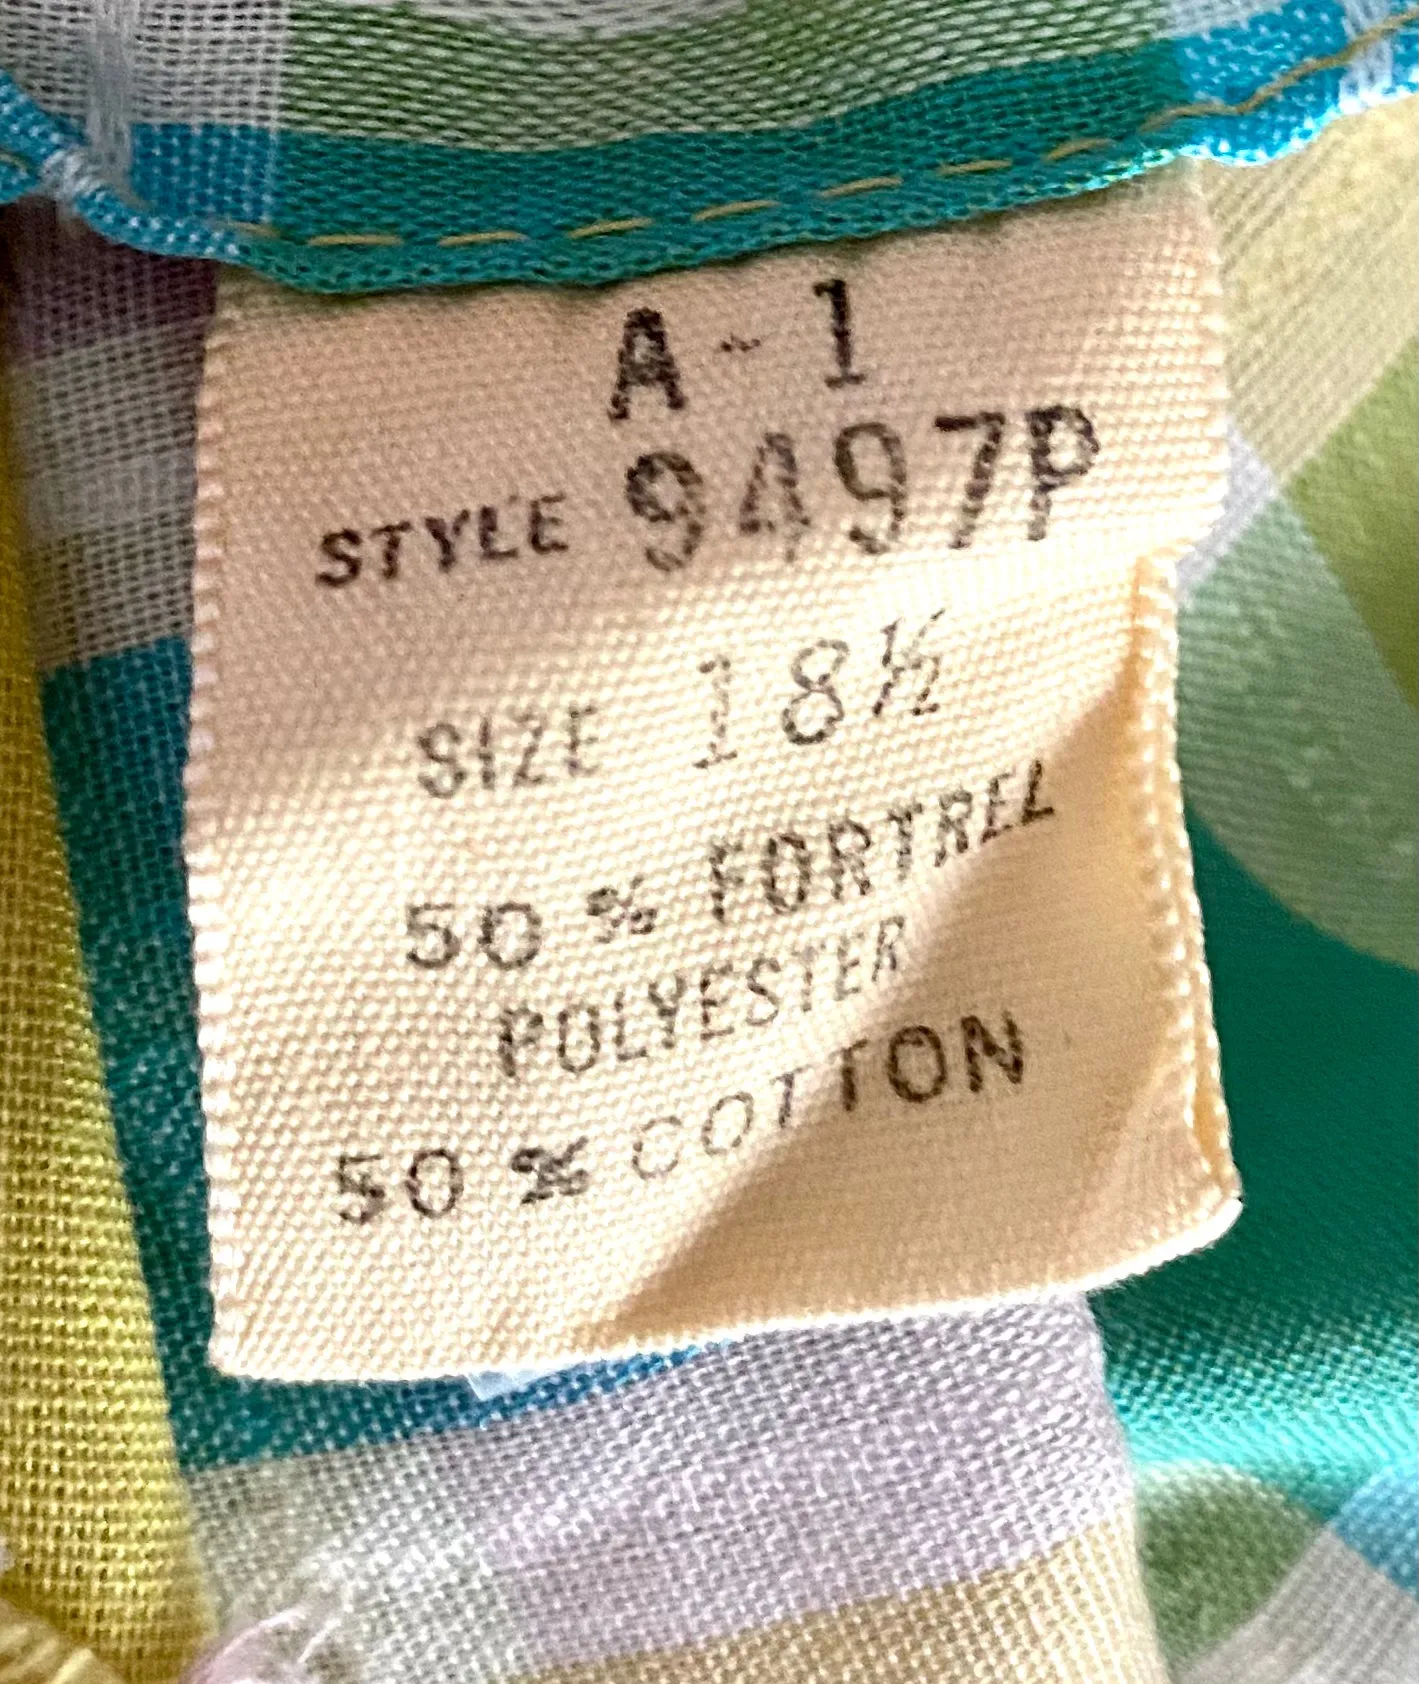 A-1
STYLE 9497P
SIZE 18½
50% FORTREL
POLYESTER
50% COTTON